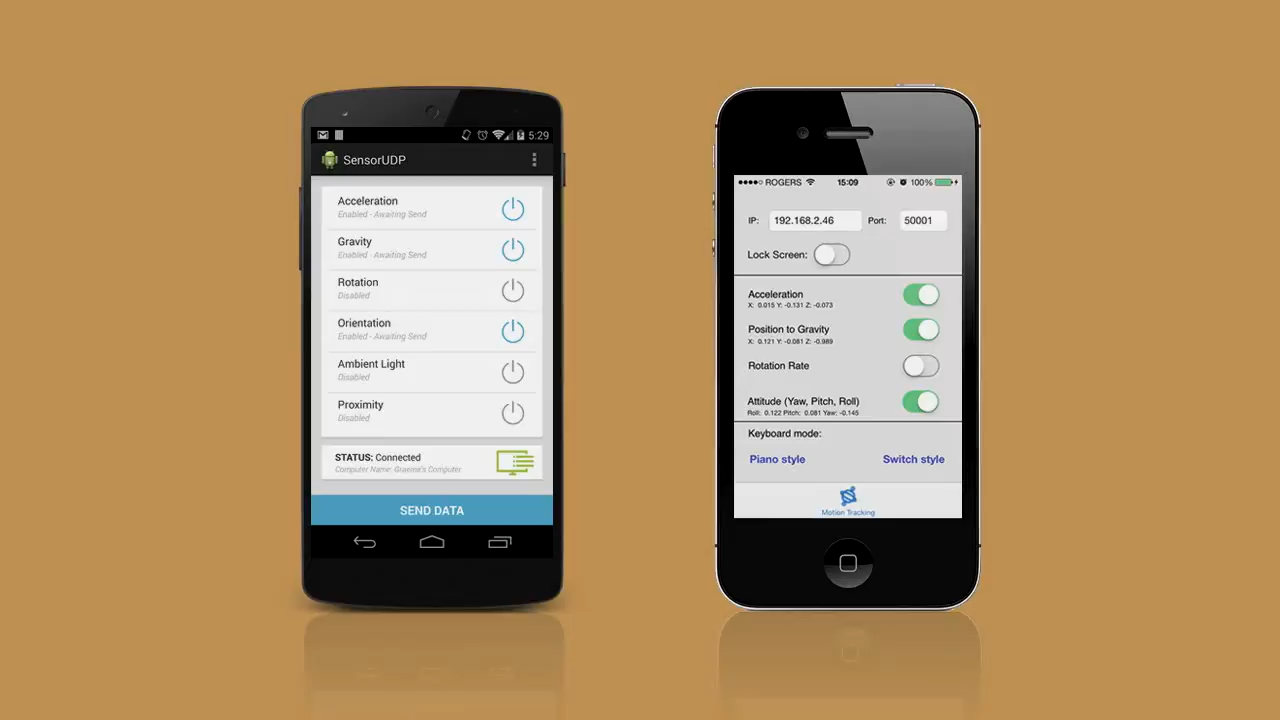 5:29
SensorUDP
Acceleration
Enabled - Awaiting Send
Gravity
Enabled - Awaiting Send
Rotation
Disabled
Orientation
Enabled - Awaiting Send
Ambient Light
Disabled
Proximity
Disabled
STATUS: Connected
Computer Name: Graeme's Computer
SEND DATA
ROGERS 15:09 100%
IP: 192.168.2.46 Port: 50001
Lock Screen:
Acceleration
X: 0.015 Y: -0.131 Z: -0.073
Position to Gravity
X: 0.121 Y: -0.081 Z: -0.989
Rotation Rate
Attitude (Yaw, Pitch, Roll)
Roll: 0.122 Pitch: 0.081 Yaw: -0.145
Keyboard mode:
Piano style Switch style
Motion Tracking